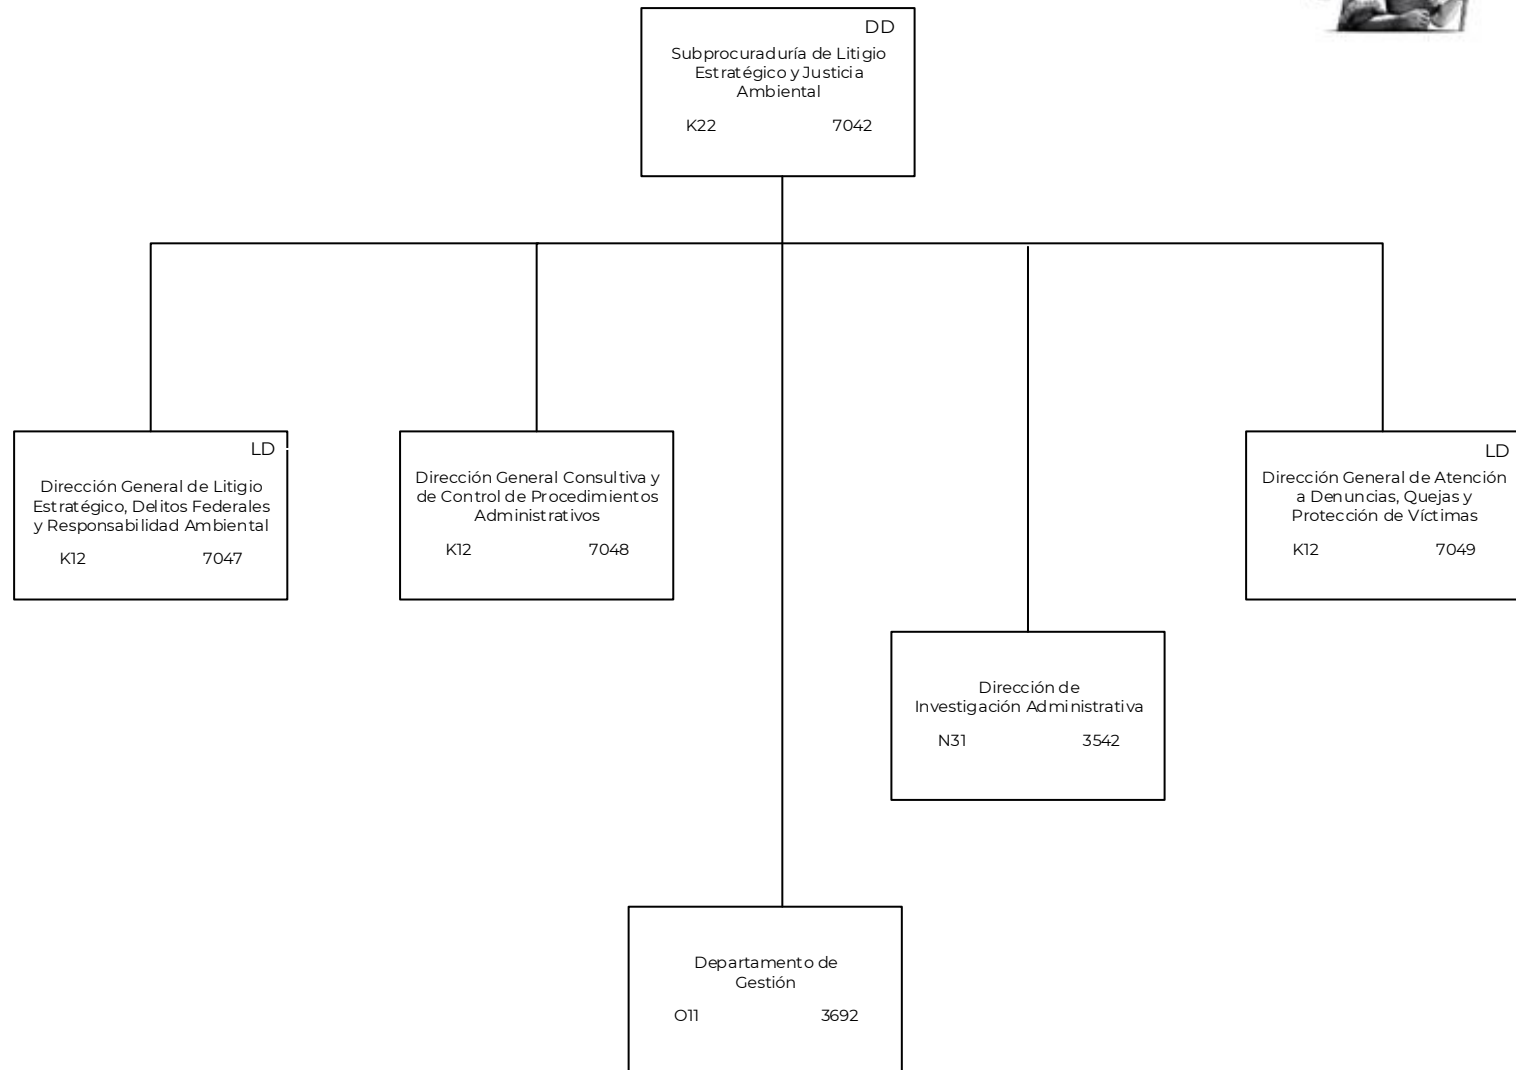 DD
Subprocuraduría de Litigio
Estratégico y Justicia
Ambiental
K22 7042
LD
Dirección General de Litigio
Estratégico, Delitos Federales
y Responsabilidad Ambiental
K12 7047
Dirección General Consultiva y
de Control de Procedimientos
Administrativos
K12 7048
LD
Dirección General de Atención
a Denuncias, Quejas y
Protección de Víctimas
K12 7049
Dirección de
Investigación Administrativa
N31 3542
Departamento de
Gestión
O11 3692